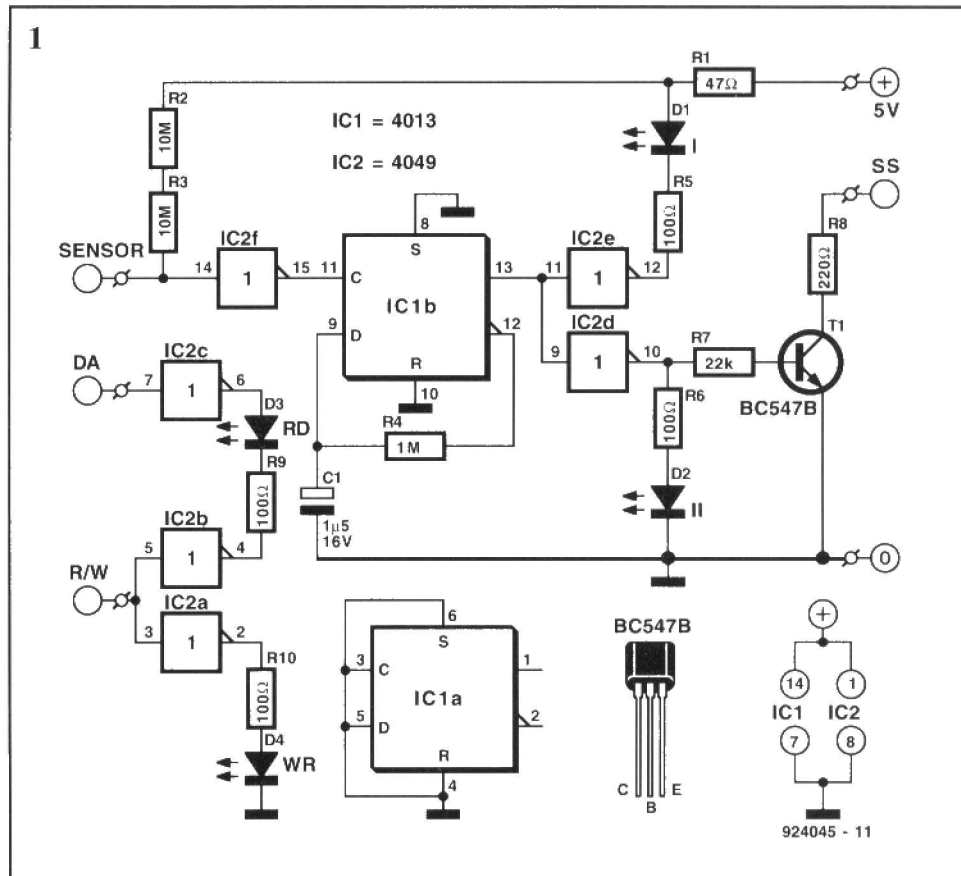 1
R1
47Ω
+
5V
R2
10M
IC1 = 4013
D1
I
IC2 = 4049
SS
R3
10M
R5
100Ω
R8
220Ω
SENSOR
IC2f
14
1
15
8
S
11
C
IC1b
13
9
D
12
R
10
IC2e
11
1
12
IC2d
9
1
10
R7
22k
T1
BC547B
DA
IC2c
7
1
6
D3
RD
R4
1M
R6
100Ω
R9
100Ω
C1
1µ5
16V
D2
II
IC2b
5
1
4
0
R/W
IC2a
3
1
2
R10
100Ω
D4
WR
6
S
3
C
1
IC1a
5
D
2
R
4
BC547B
C
B
E
+
14
1
IC1
IC2
7
8
924045 - 11